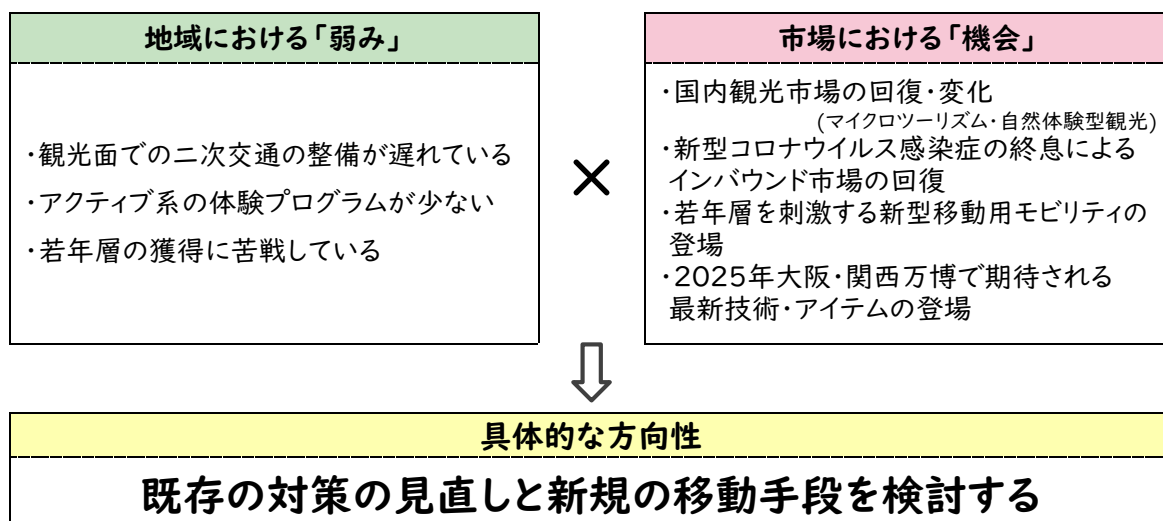 地域における「弱み」
・観光面での二次交通の整備が遅れている
・アクティブ系の体験プログラムが少ない
・若年層の獲得に苦戦している
×
市場における「機会」
・国内観光市場の回復・変化
(マイクロツーリズム・自然体験型観光)
・新型コロナウイルス感染症の終息による
インバウンド市場の回復
・若年層を刺激する新型移動用モビリティの
登場
・2025年大阪・関西万博で期待される
最新技術・アイテムの登場
具体的な方向性
既存の対策の見直しと新規の移動手段を検討する